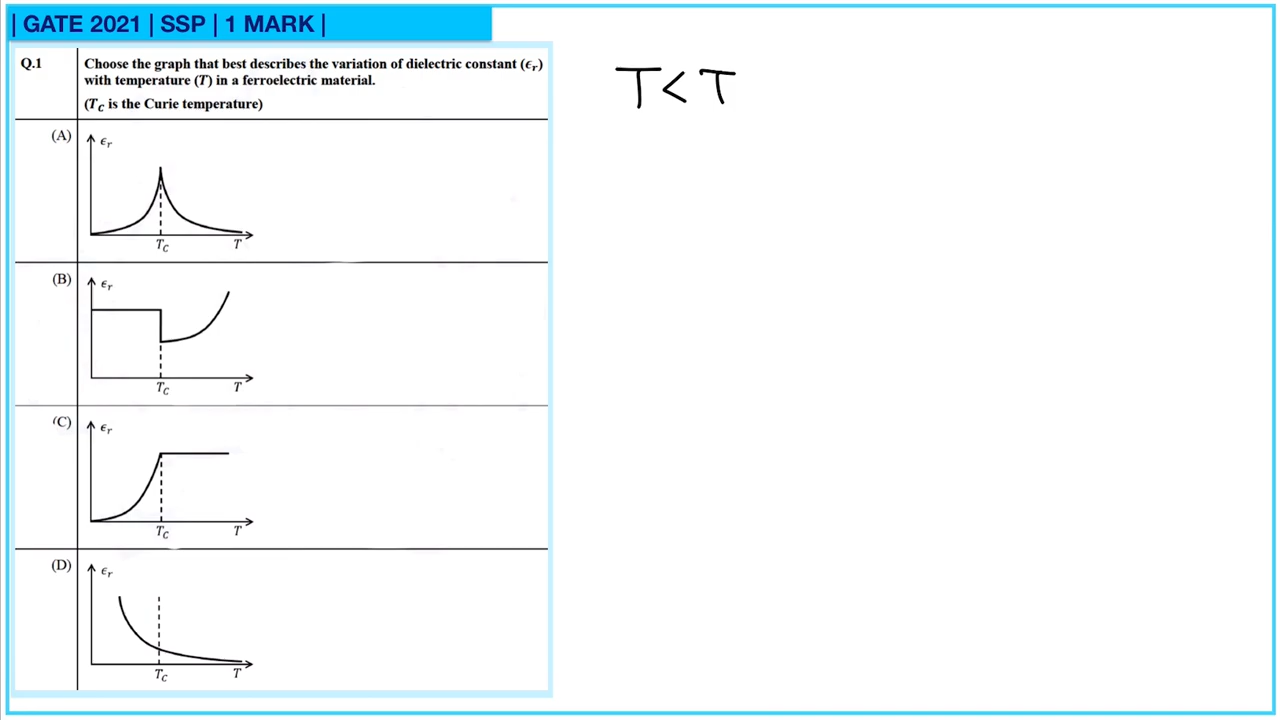 | GATE 2021 | SSP | 1 MARK |
Q.1 Choose the graph that best describes the variation of dielectric constant (ϵr)
with temperature (T) in a ferroelectric material.
(TC is the Curie temperature)
T < T
(A)
ϵr
TC T
(B)
ϵr
TC T
(C)
ϵr
TC T
(D)
ϵr
TC T